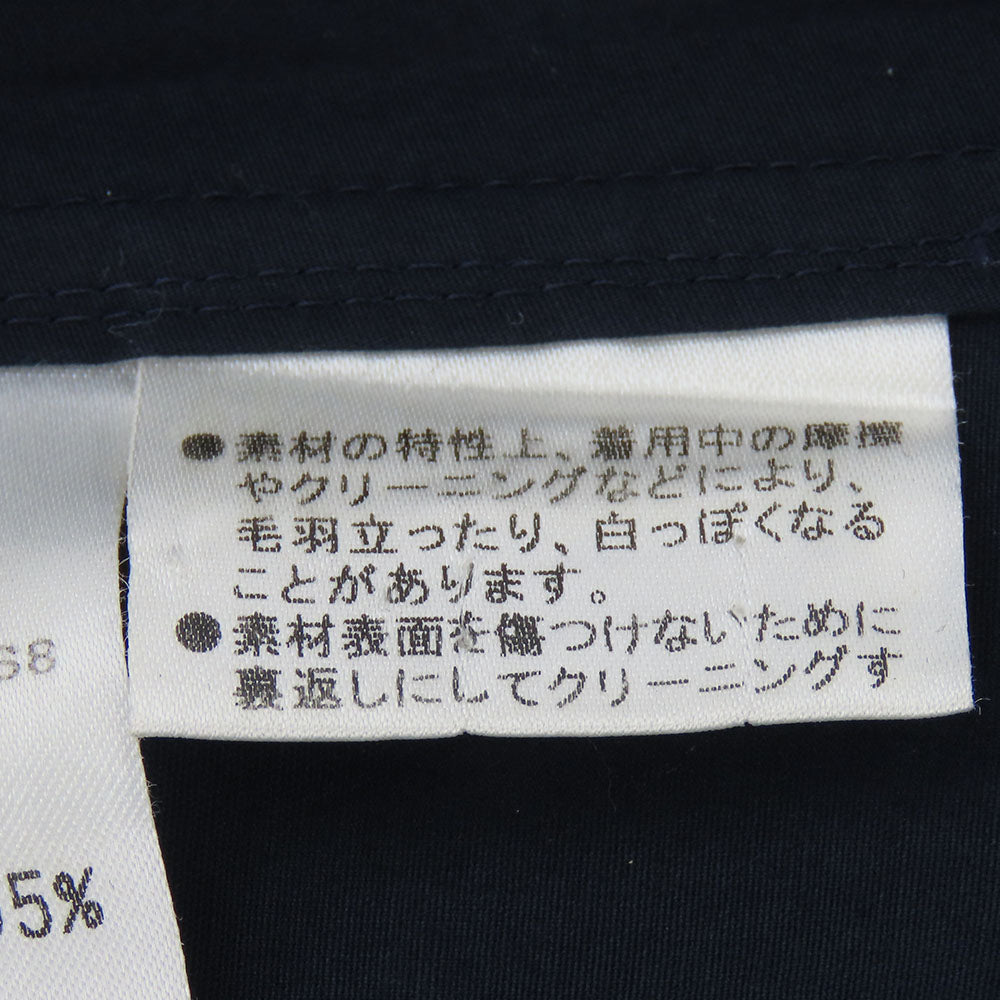 ●素材の特性上、着用中の摩擦
やクリーニングなどにより、
毛羽立ったり、白っぽくなる
ことがあります。
●素材表面を傷つけないために
裏返しにしてクリーニングす
68
95%